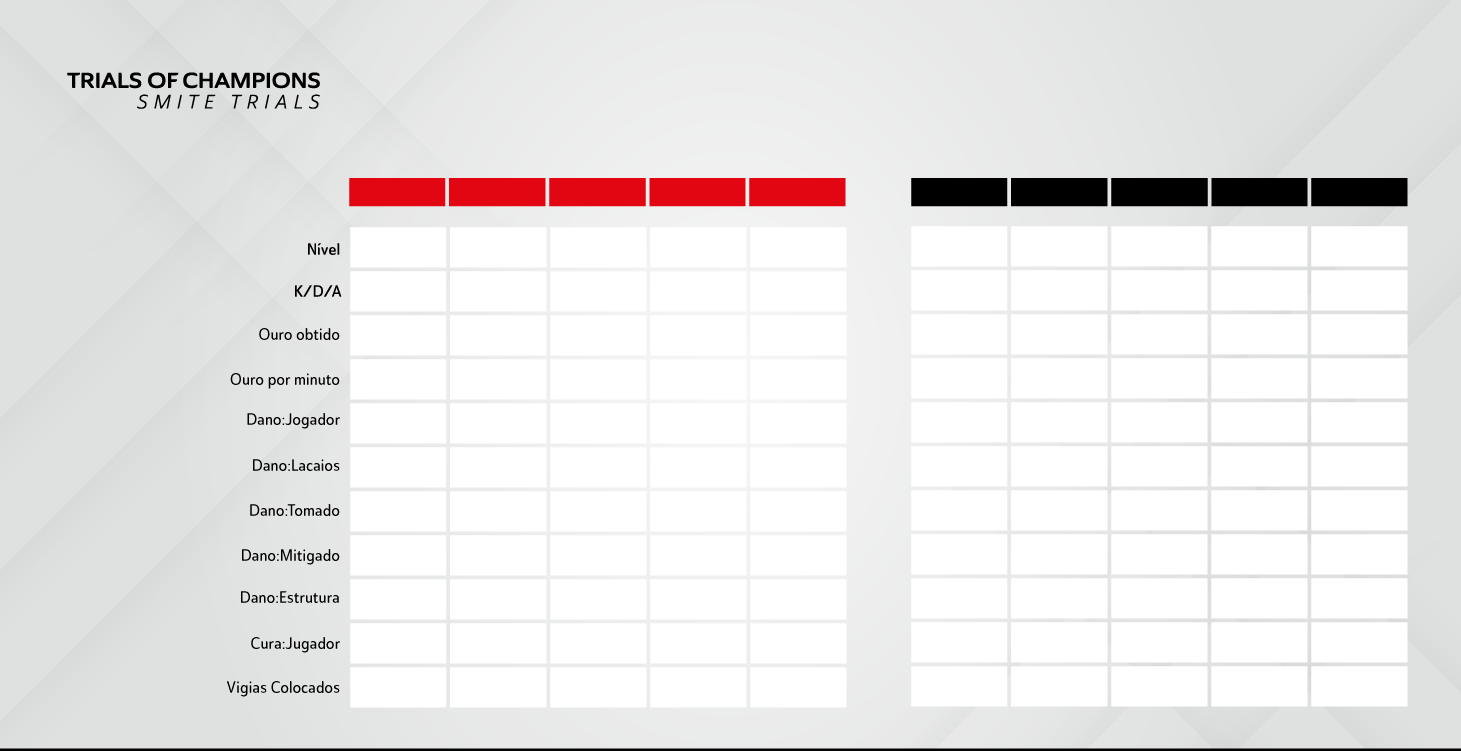 TRIALS OF CHAMPIONS
SMITE TRIALS
Nível
K/D/A
Ouro obtido
Ouro por minuto
Dano:Jogador
Dano:Lacaios
Dano:Tomado
Dano:Mitigado
Dano:Estrutura
Cura:Jugador
Vigias Colocados